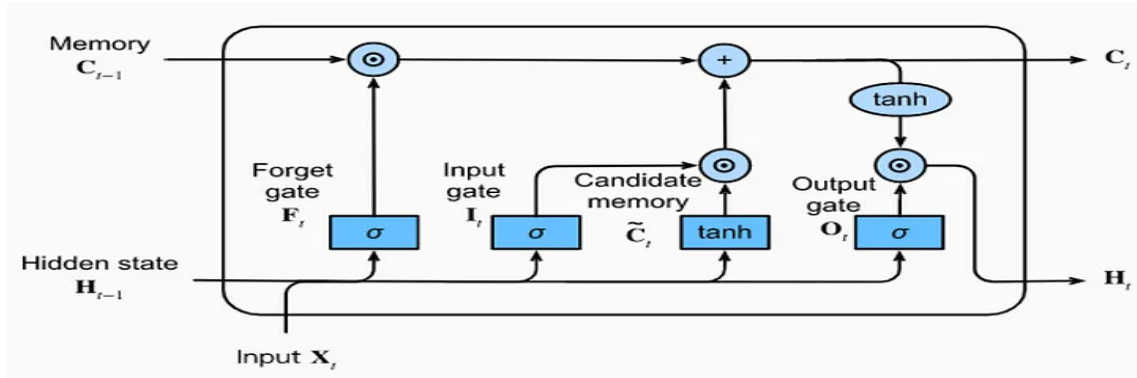 Memory
C_{t-1}
C_t
tanh
Forget
gate
F_t
Input
gate
I_t
Candidate
memory
C̃_t
Output
gate
O_t
σ
σ
tanh
σ
Hidden state
H_{t-1}
H_t
Input X_t